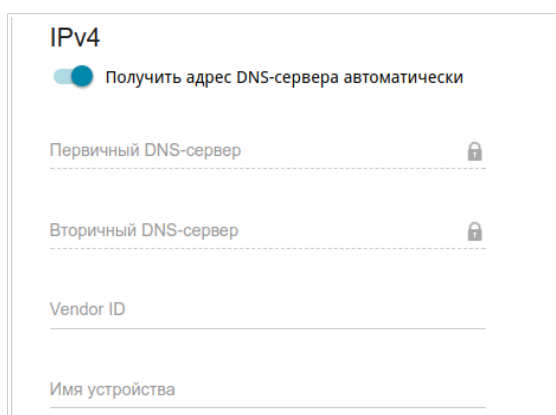 IPv4
Получить адрес DNS-сервера автоматически
Первичный DNS-сервер
Вторичный DNS-сервер
Vendor ID
Имя устройства